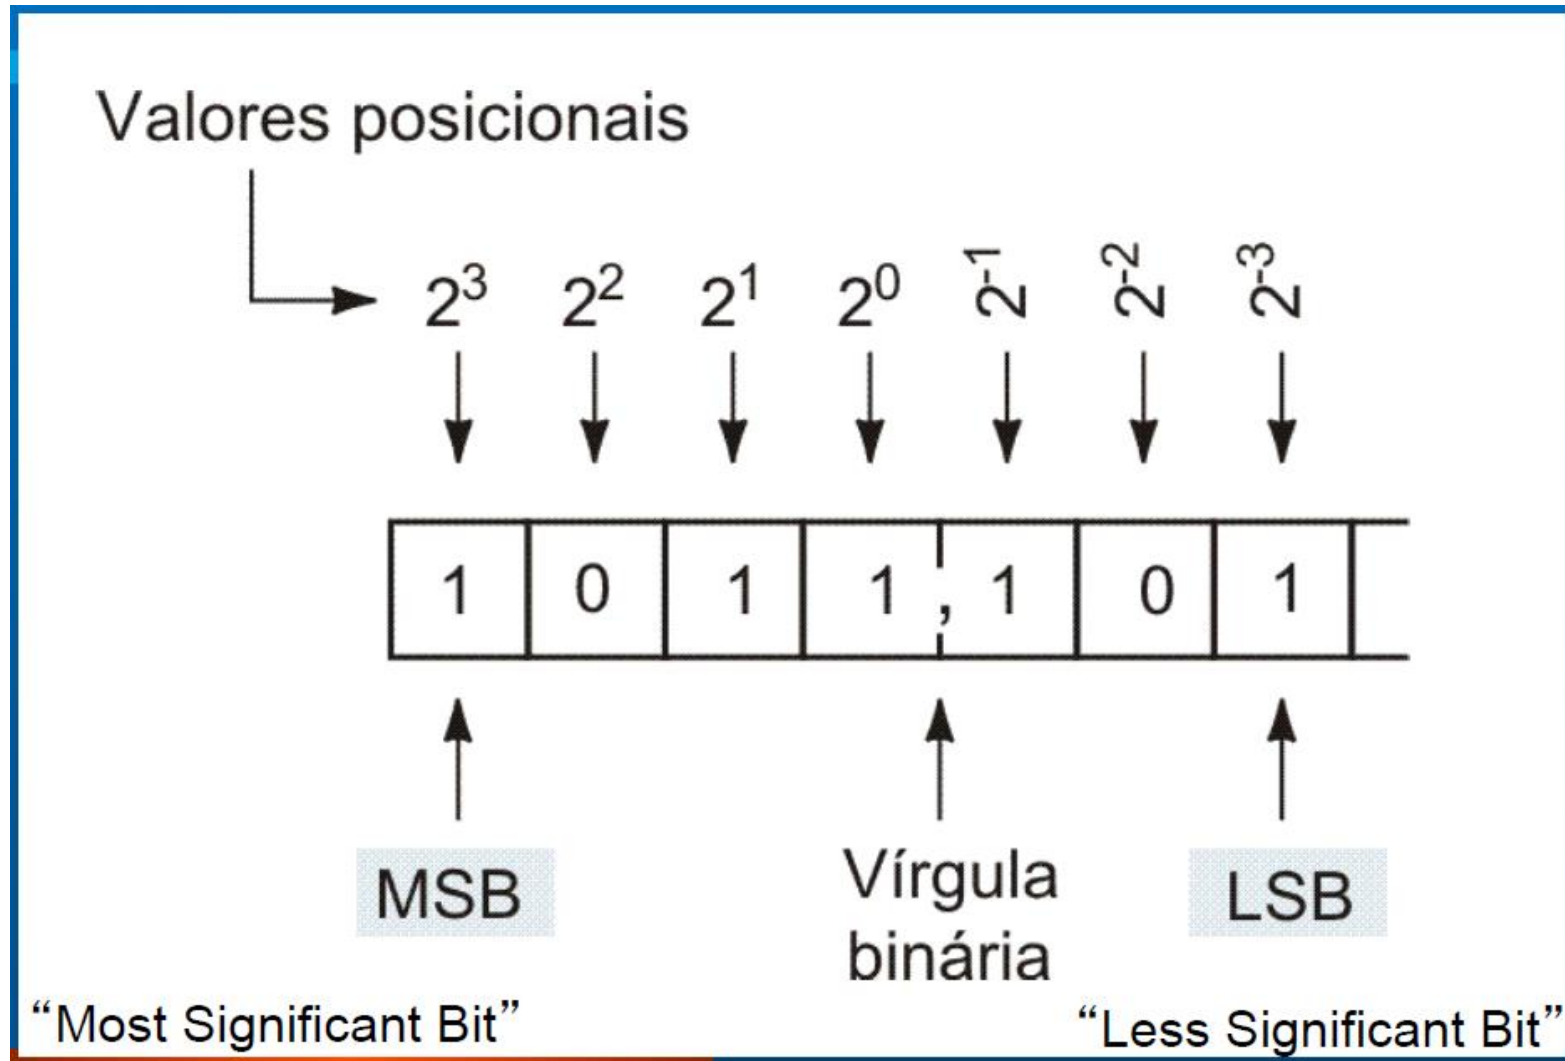 Valores posicionais
2³ 2² 2¹ 2⁰ 2⁻¹ 2⁻² 2⁻³
1 0 1 1 , 1 0 1
MSB
Vírgula
binária
LSB
“Most Significant Bit”
“Less Significant Bit”